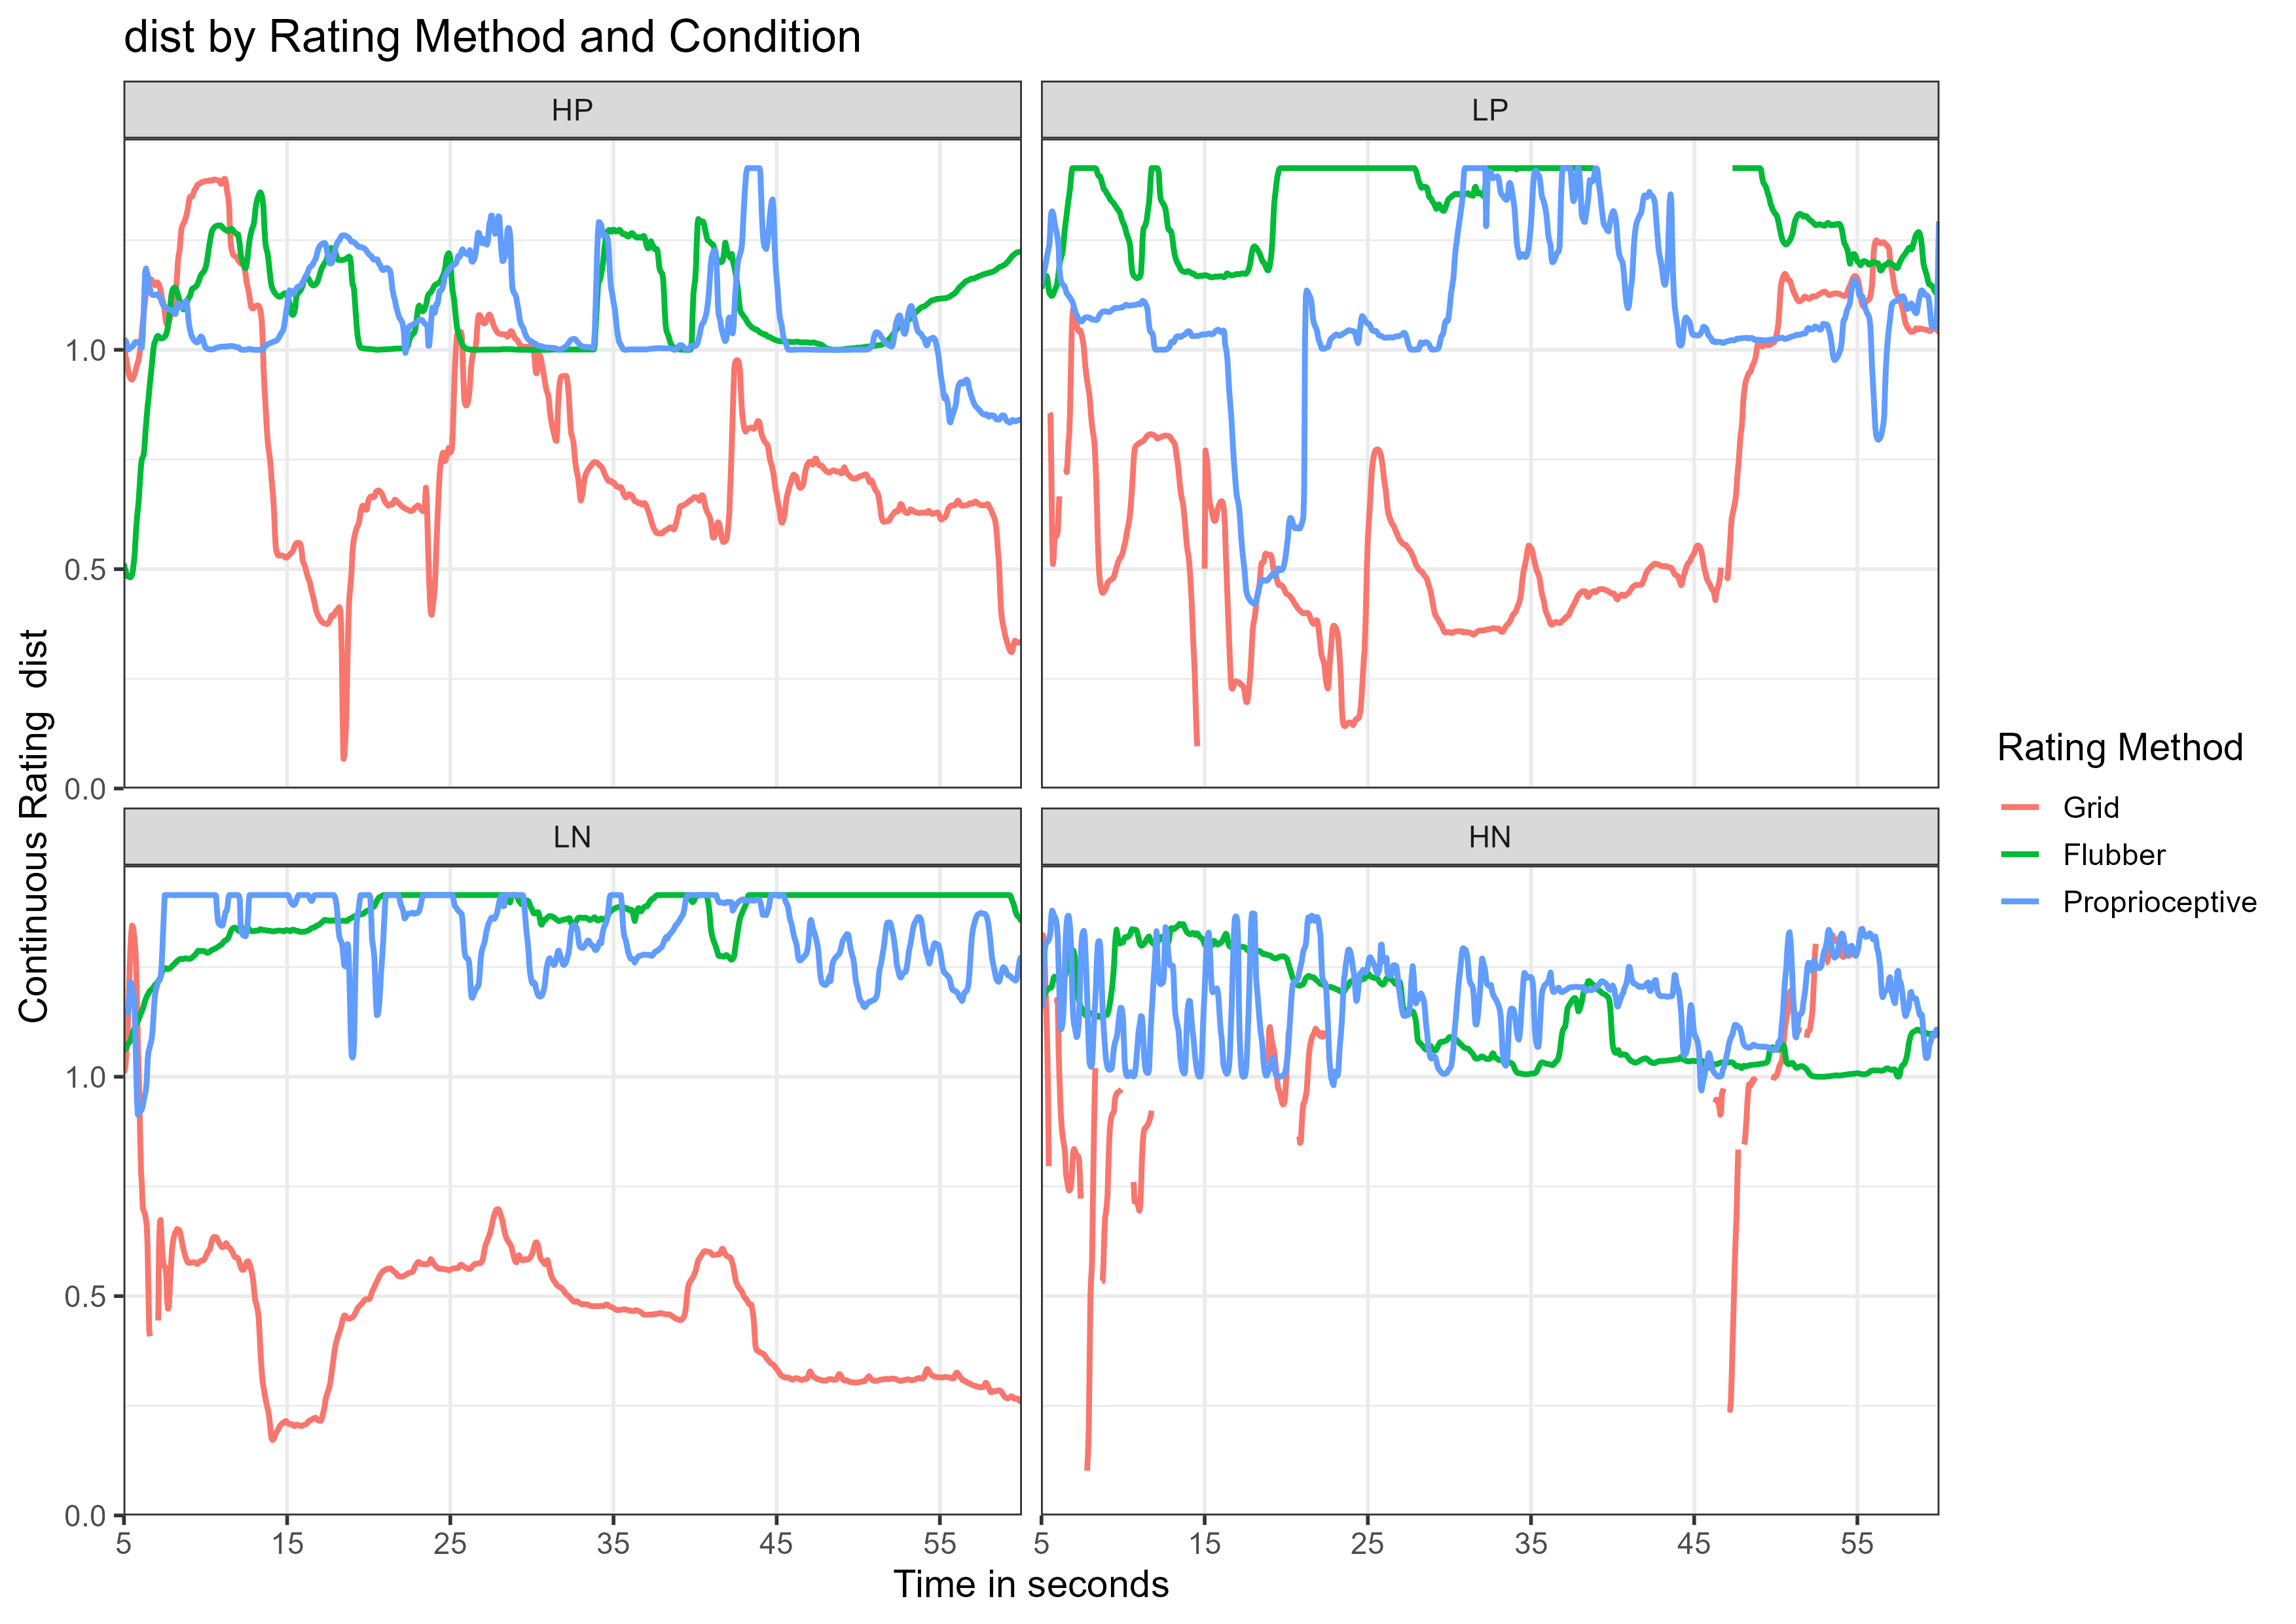 dist by Rating Method and Condition
HP
LP
1.0
0.5
0.0
LN
HN
1.0
0.5
0.0
5 15 25 35 45 55
5 15 25 35 45 55
Time in seconds
Continuous Rating  dist
Rating Method
Grid
Flubber
Proprioceptive